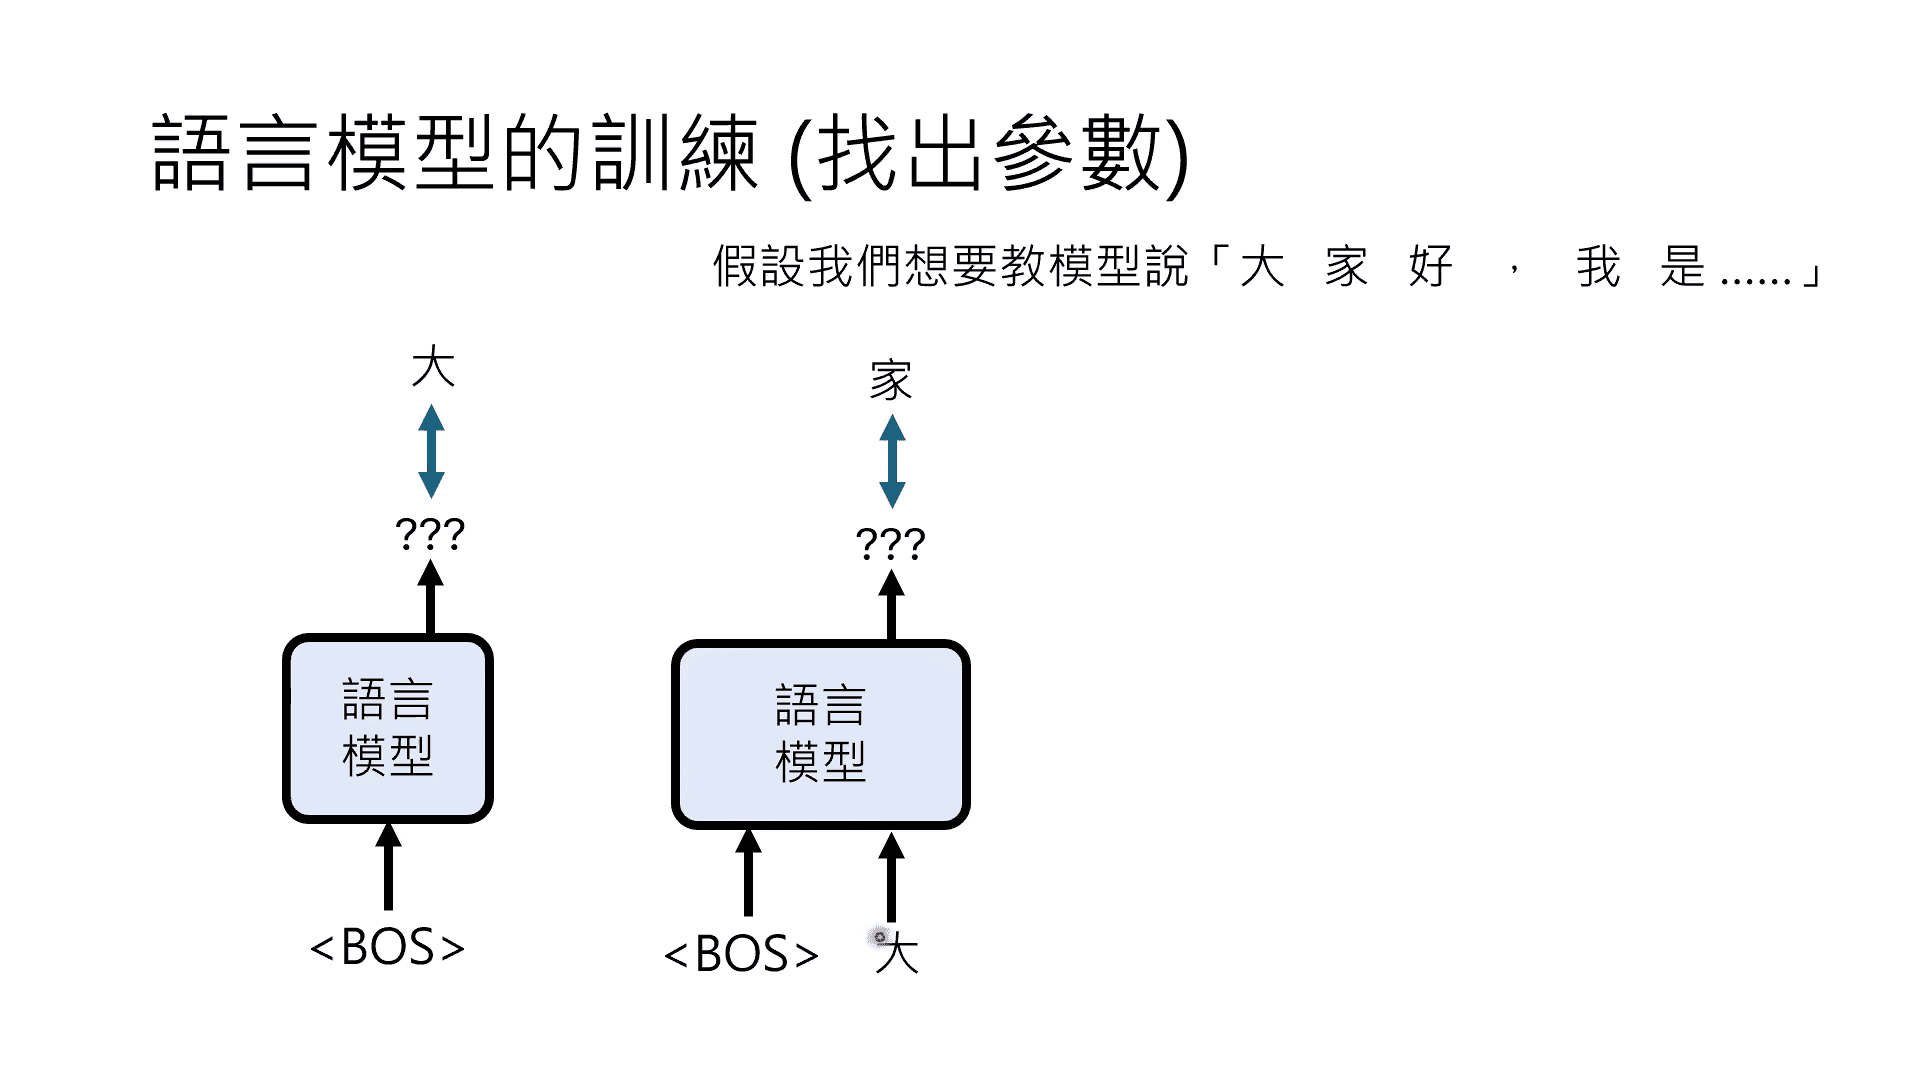 語言模型的訓練 (找出參數)
假設我們想要教模型說「大 家 好 , 我 是 ……」
大
家
???
???
語言
模型
語言
模型
<BOS>
<BOS> 大